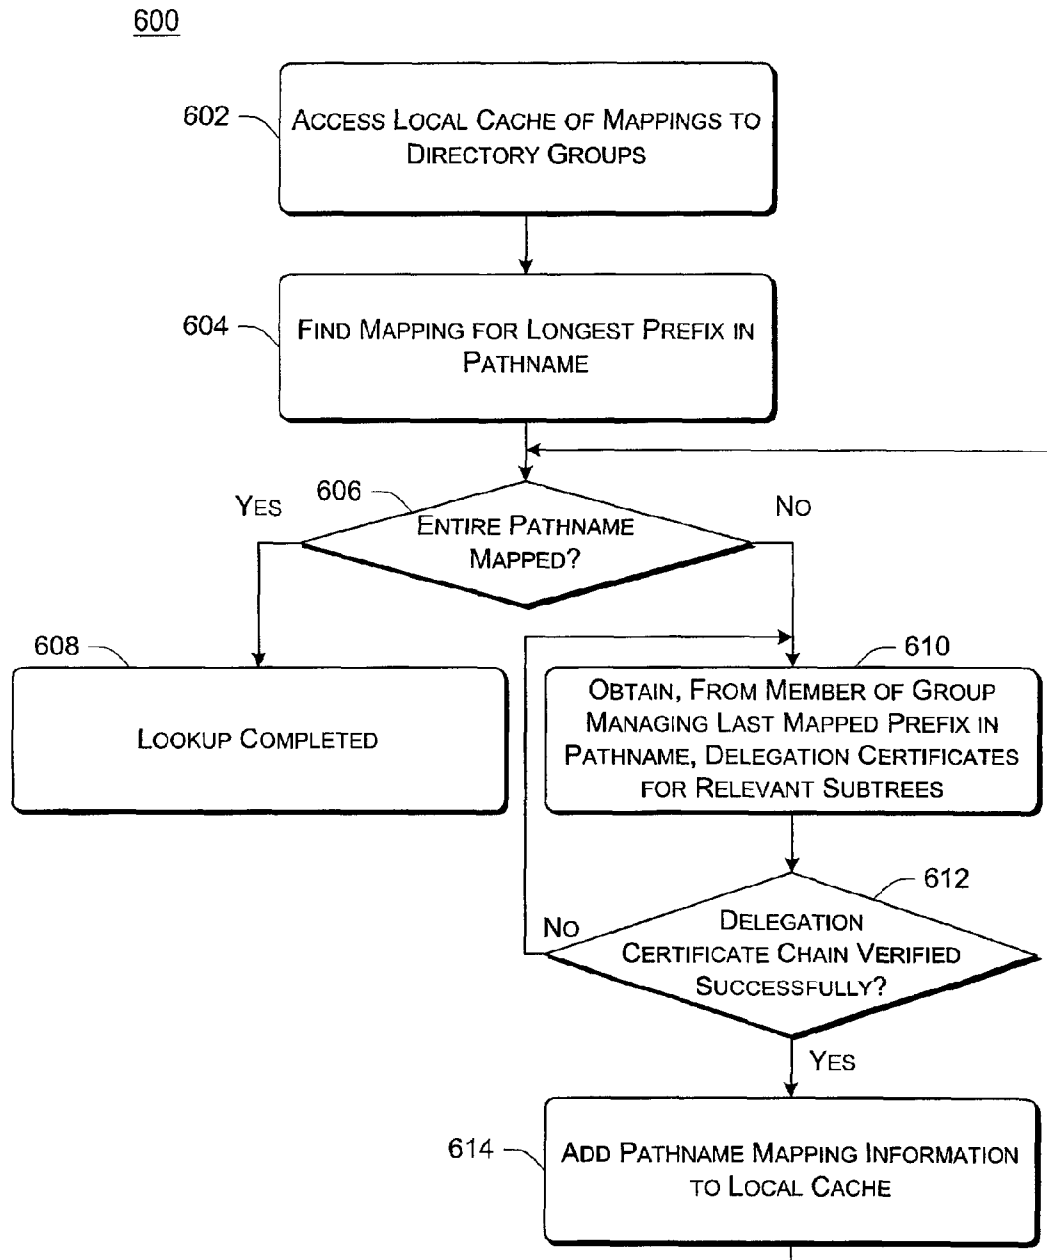 600
602
ACCESS LOCAL CACHE OF MAPPINGS TO
DIRECTORY GROUPS
604
FIND MAPPING FOR LONGEST PREFIX IN
PATHNAME
606
YES
NO
ENTIRE PATHNAME
MAPPED?
608
LOOKUP COMPLETED
610
OBTAIN, FROM MEMBER OF GROUP
MANAGING LAST MAPPED PREFIX IN
PATHNAME, DELEGATION CERTIFICATES
FOR RELEVANT SUBTREES
612
NO
DELEGATION
CERTIFICATE CHAIN VERIFIED
SUCCESSFULLY?
YES
614
ADD PATHNAME MAPPING INFORMATION
TO LOCAL CACHE